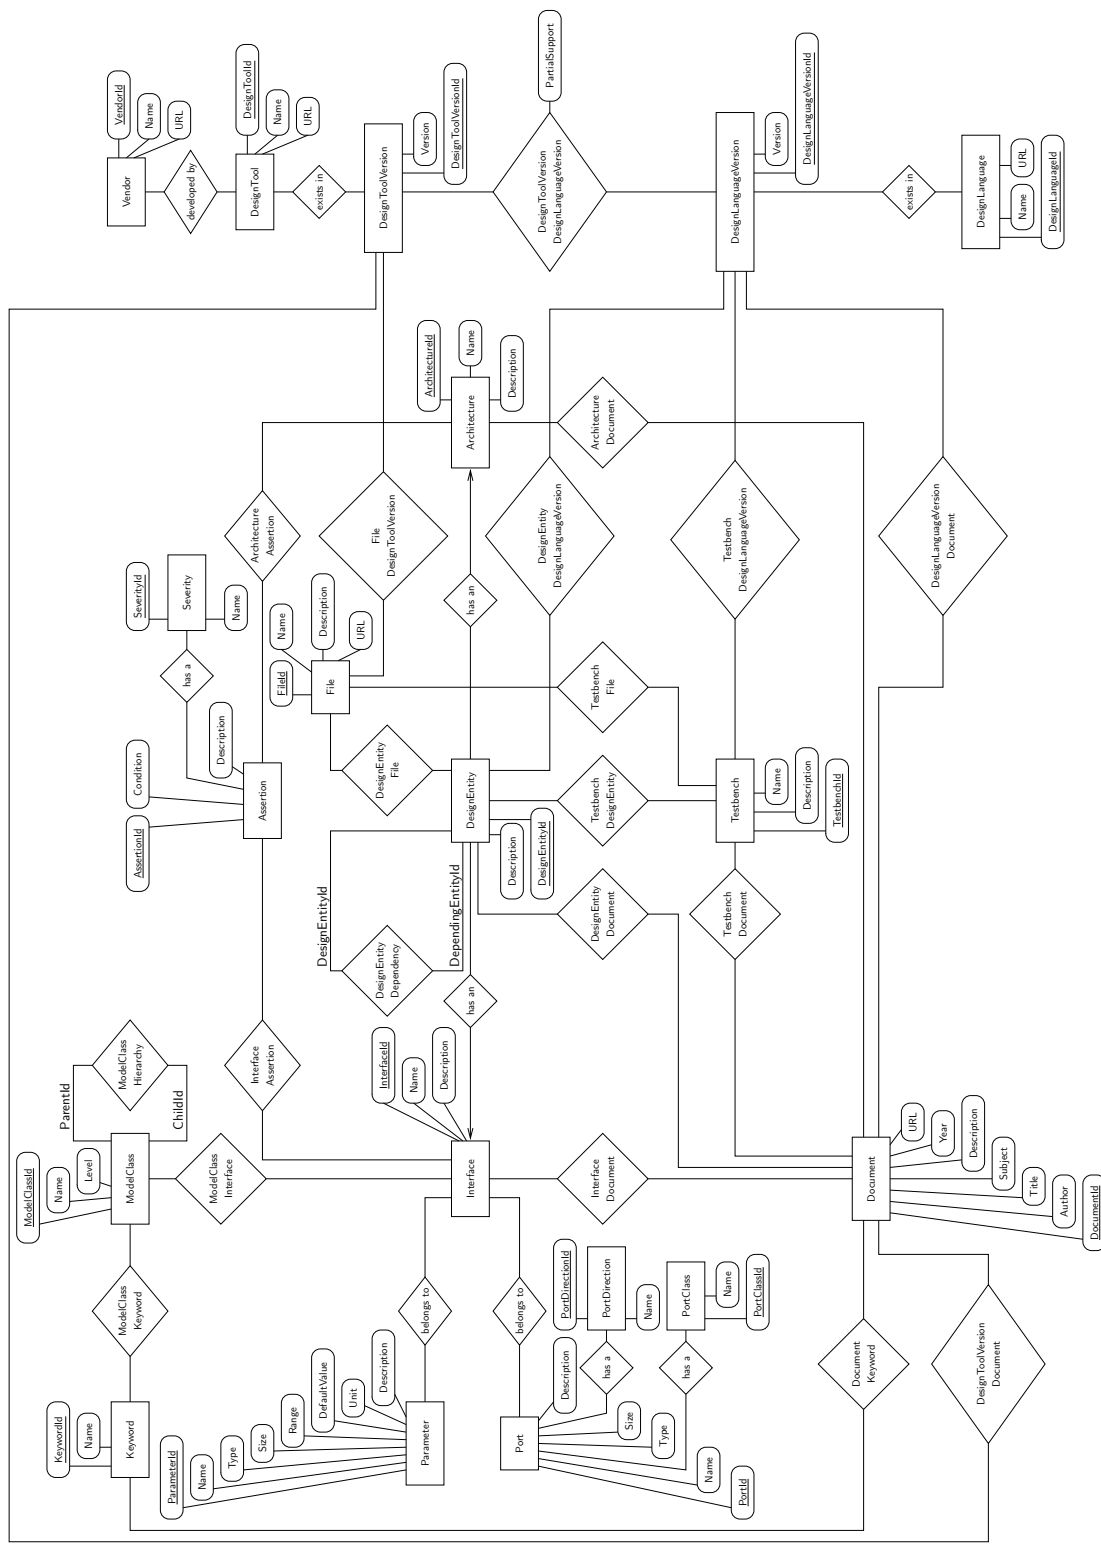 ModelClassId
Name
KeywordId
ParentId
Level
Name
Keyword
ModelClass
Keyword
ModelClass
ModelClass
Hierarchy
AssertionId
Condition
SeverityId
Vendor
VendorId
Name
URL
ParameterId
ChildId
has a
Severity
developed by
Name
ModelClass
Interface
Description
Name
Type
Interface
Assertion
Assertion
Architecture
Assertion
DesignTool
DesignToolId
Name
URL
Size
Range
FileId
Name
DefaultValue
DesignEntityId
File
Description
exists in
Unit
URL
Description
InterfaceId
Name
Description
DesignEntity
Dependency
DesignEntity
File
File
DesignToolVersion
DesignToolVersion
Version
DesignToolVersionId
Parameter
belongs to
DependingEntityId
ArchitectureId
Name
Description
Interface
has an
DesignEntity
has an
Architecture
Description
DesignEntityId
Port
belongs to
DesignEntity
DesignLanguageVersion
DesignToolVersion
DesignLanguageVersion
PartialSupport
Description
PortDirectionId
PortDirection
Name
has a
Interface
Document
DesignEntity
Document
Testbench
DesignEntity
Testbench
File
Architecture
Document
Size
Type
Name
PortId
has a
PortClass
Name
PortClassId
Testbench
Document
Testbench
Name
Description
TestbenchId
Testbench
DesignLanguageVersion
DesignLanguageVersion
Version
DesignLanguageVersionId
Document
Keyword
Document
URL
Year
Description
Subject
Title
Author
DocumentId
DesignToolVersion
Document
DesignLanguageVersion
Document
exists in
DesignLanguage
Name
URL
DesignLanguageId